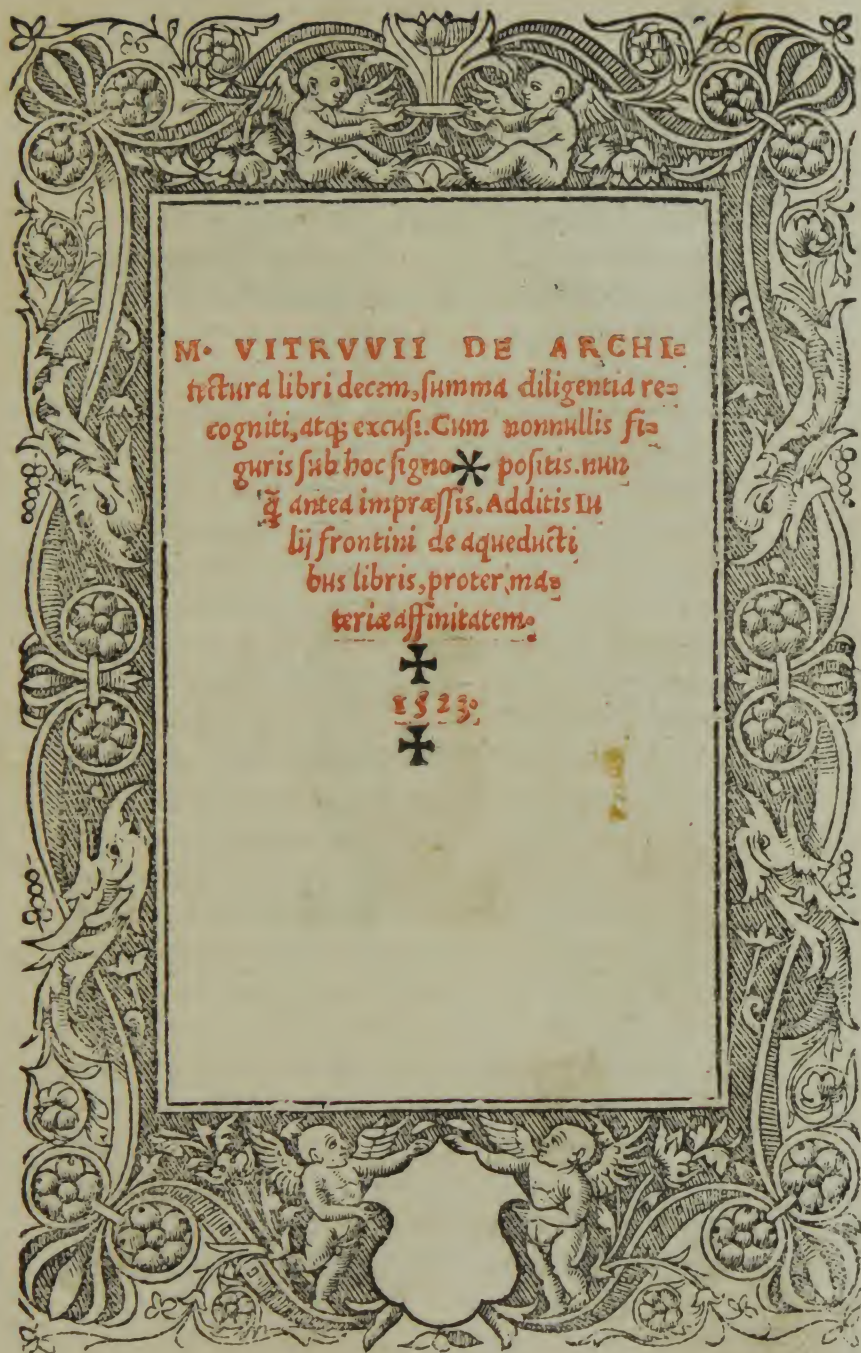 M. VITRVVII DE ARCHI=
tectura libri decem, summa diligentia re=
cogniti, atq; excusi. Cum nonnullis fi=
guris sub hoc signo * positis. nun
q̃ antea impræssis. Additis Iu
lij frontini de aqueducti
bus libris, proter, ma=
teriæ affinitatem.
✠
1523.
✠